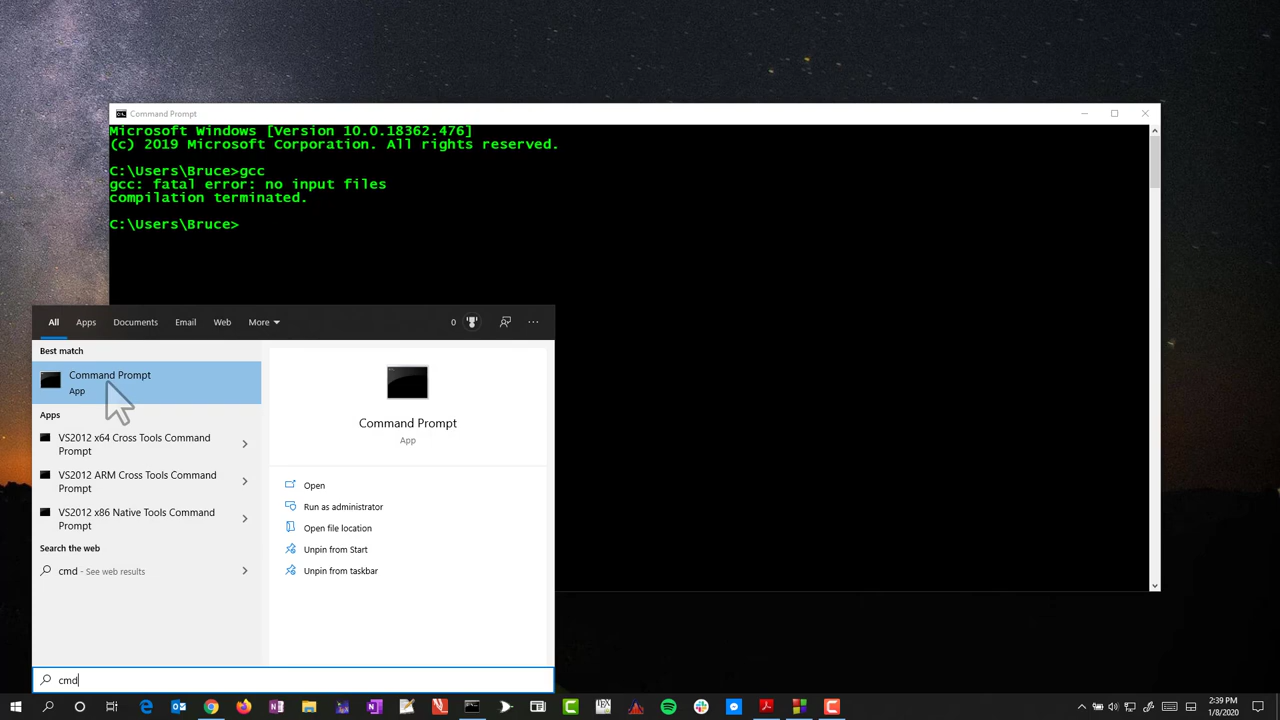 Command Prompt
Microsoft Windows [Version 10.0.18362.476]
(c) 2019 Microsoft Corporation. All rights reserved.
C:\Users\Bruce>gcc
gcc: fatal error: no input files
compilation terminated.
C:\Users\Bruce>
All Apps Documents Email Web More 0
Best match
Command Prompt
App
Apps
VS2012 x64 Cross Tools Command
Prompt
VS2012 ARM Cross Tools Command
Prompt
VS2012 x86 Native Tools Command
Prompt
Search the web
cmd - See web results
Command Prompt
App
Open
Run as administrator
Open file location
Unpin from Start
Unpin from taskbar
cmd
2:39 PM
1/8/2020